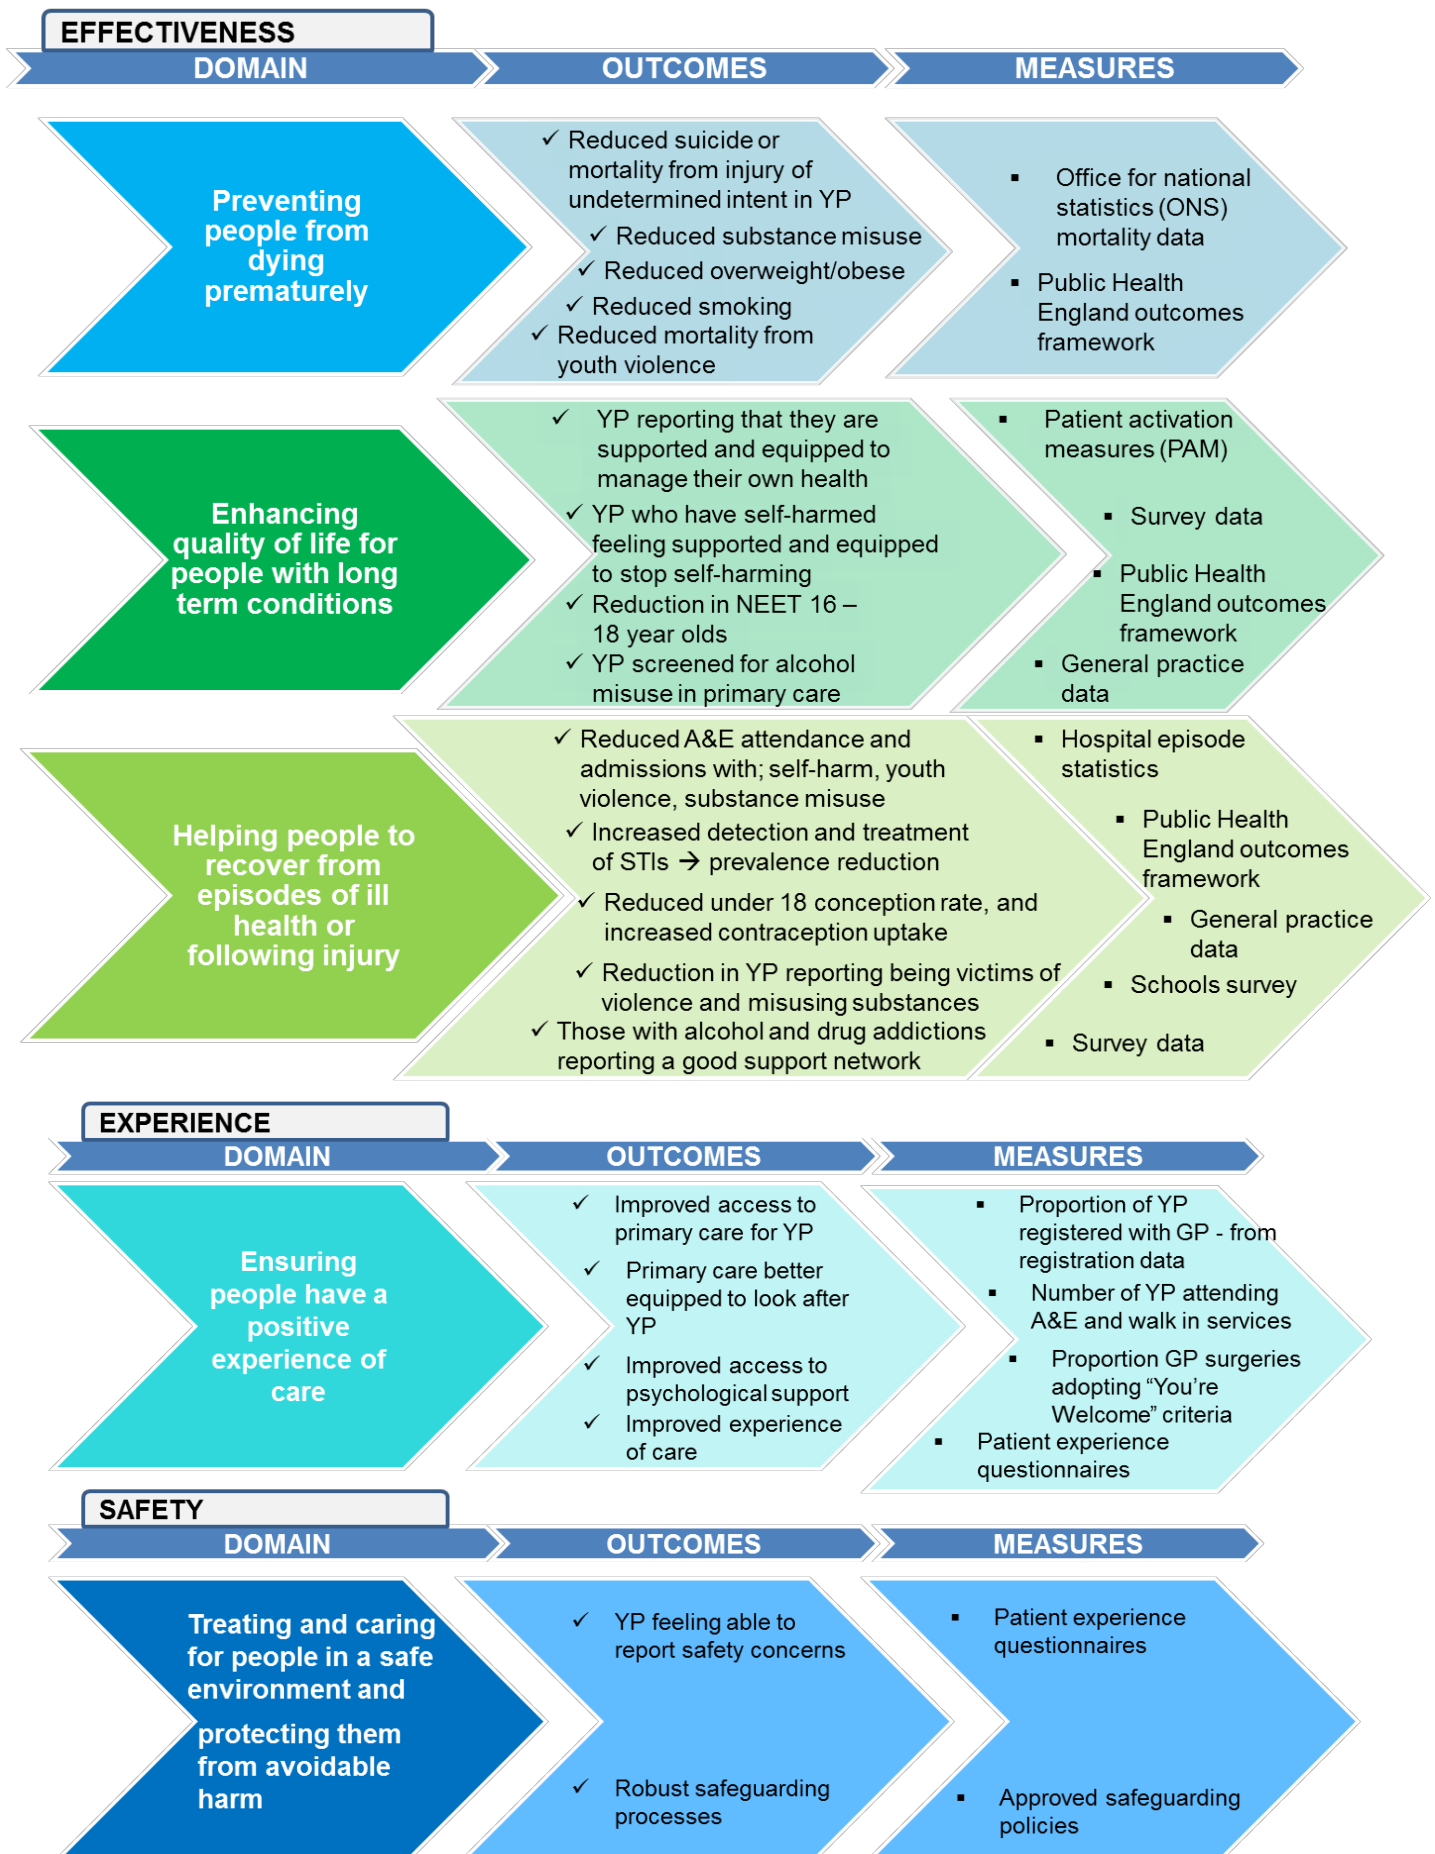 EFFECTIVENESS
DOMAIN
OUTCOMES
MEASURES
Preventing
people from
dying
prematurely
✓ Reduced suicide or
mortality from injury of
undetermined intent in YP
✓ Reduced substance misuse
✓ Reduced overweight/obese
✓ Reduced smoking
✓ Reduced mortality from
youth violence
▪ Office for national
statistics (ONS)
mortality data
▪ Public Health
England outcomes
framework
Enhancing
quality of life for
people with long
term conditions
✓ YP reporting that they are
supported and equipped to
manage their own health
✓ YP who have self-harmed
feeling supported and equipped
to stop self-harming
✓ Reduction in NEET 16 –
18 year olds
✓ YP screened for alcohol
misuse in primary care
▪ Patient activation
measures (PAM)
▪ Survey data
▪ Public Health
England outcomes
framework
▪ General practice
data
Helping people to
recover from
episodes of ill
health or
following injury
✓ Reduced A&E attendance and
admissions with; self-harm, youth
violence, substance misuse
✓ Increased detection and treatment
of STIs → prevalence reduction
✓ Reduced under 18 conception rate, and
increased contraception uptake
✓ Reduction in YP reporting being victims of
violence and misusing substances
✓ Those with alcohol and drug addictions
reporting a good support network
▪ Hospital episode
statistics
▪ Public Health
England outcomes
framework
▪ General practice
data
▪ Schools survey
▪ Survey data
EXPERIENCE
DOMAIN
OUTCOMES
MEASURES
Ensuring
people have a
positive
experience of
care
✓ Improved access to
primary care for YP
✓ Primary care better
equipped to look after
YP
✓ Improved access to
psychological support
✓ Improved experience
of care
▪ Proportion of YP
registered with GP - from
registration data
▪ Number of YP attending
A&E and walk in services
▪ Proportion GP surgeries
adopting “You’re
Welcome” criteria
▪ Patient experience
questionnaires
SAFETY
DOMAIN
OUTCOMES
MEASURES
Treating and caring
for people in a safe
environment and
protecting them
from avoidable
harm
✓ YP feeling able to
report safety concerns
✓ Robust safeguarding
processes
▪ Patient experience
questionnaires
▪ Approved safeguarding
policies